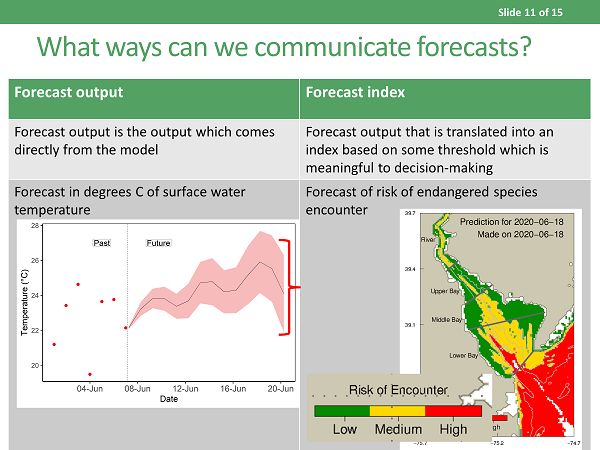 Slide 11 of 15
What ways can we communicate forecasts?
Forecast output
Forecast index
Forecast output is the output which comes
directly from the model
Forecast output that is translated into an
index based on some threshold which is
meaningful to decision-making
Forecast in degrees C of surface water
temperature
Forecast of risk of endangered species
encounter
28
26
24
22
20
Temperature (°C)
Past
Future
04-Jun
08-Jun
12-Jun
16-Jun
20-Jun
Date
39.7
39.4
39.1
Prediction for 2020−06−18
Made on 2020−06−18
River
Upper Bay
Middle Bay
Lower Bay
Risk of Encounter
Low
Medium
High
gh
−75.7
−75.2
−74.7